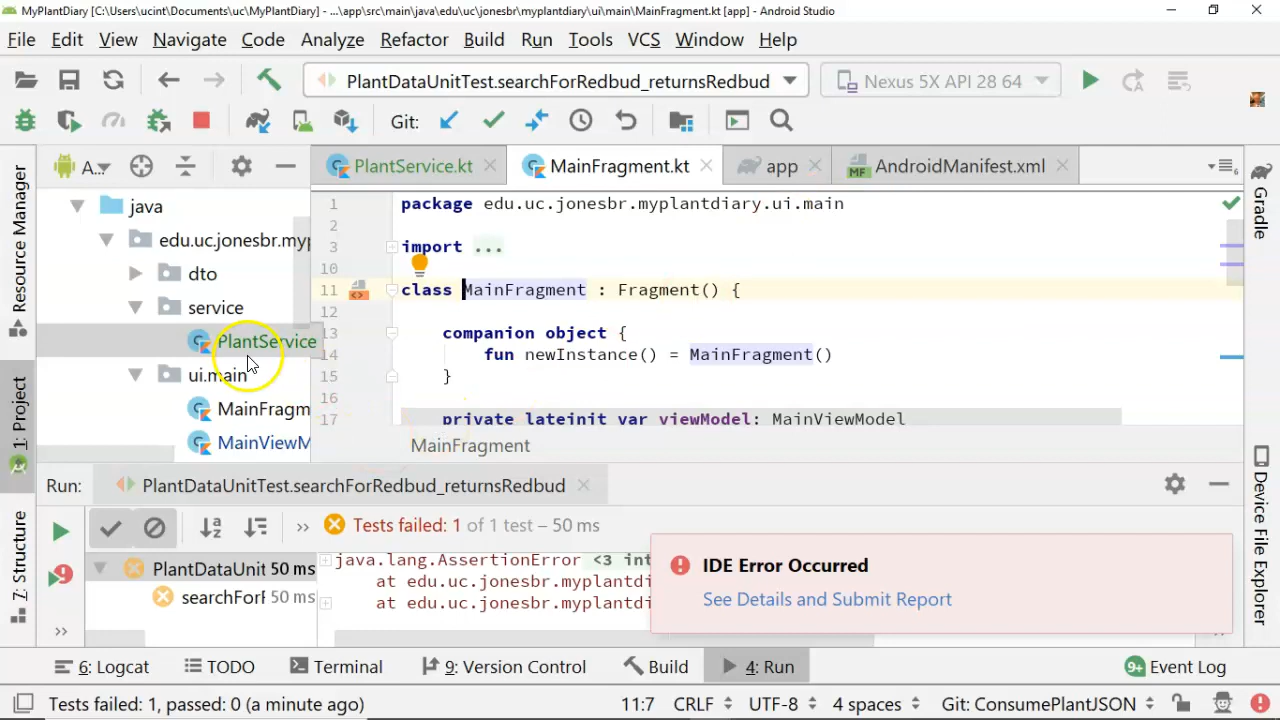 MyPlantDiary [C:\Users\ucint\Documents\uc\MyPlantDiary] - ...\app\src\main\java\edu\uc\jonesbr\myplantdiary\ui\main\MainFragment.kt [app] - Android Studio
File Edit View Navigate Code Analyze Refactor Build Run Tools VCS Window Help
PlantDataUnitTest.searchForRedbud_returnsRedbud Nexus 5X API 28 64
Git:
A... PlantService.kt MainFragment.kt app AndroidManifest.xml
java
edu.uc.jonesbr.myp
dto
service
PlantService
ui.main
MainFragm
MainViewM
1 package edu.uc.jonesbr.myplantdiary.ui.main
2
3 import ...
10
11 class MainFragment : Fragment() {
12
13 companion object {
14 fun newInstance() = MainFragment()
15 }
16
17 private lateinit var viewModel: MainViewModel
MainFragment
Resource Manager
1: Project
7: Structure
Gradle
Device File Explorer
Run: PlantDataUnitTest.searchForRedbud_returnsRedbud
>> Tests failed: 1 of 1 test – 50 ms
PlantDataUnit 50 ms
searchForF 50 ms
java.lang.AssertionError <3 int
at edu.uc.jonesbr.myplantdi
at edu.uc.jonesbr.myplantdi
IDE Error Occurred
See Details and Submit Report
6: Logcat TODO Terminal 9: Version Control Build 4: Run 9+ Event Log
Tests failed: 1, passed: 0 (a minute ago) 11:7 CRLF UTF-8 4 spaces Git: ConsumePlantJSON